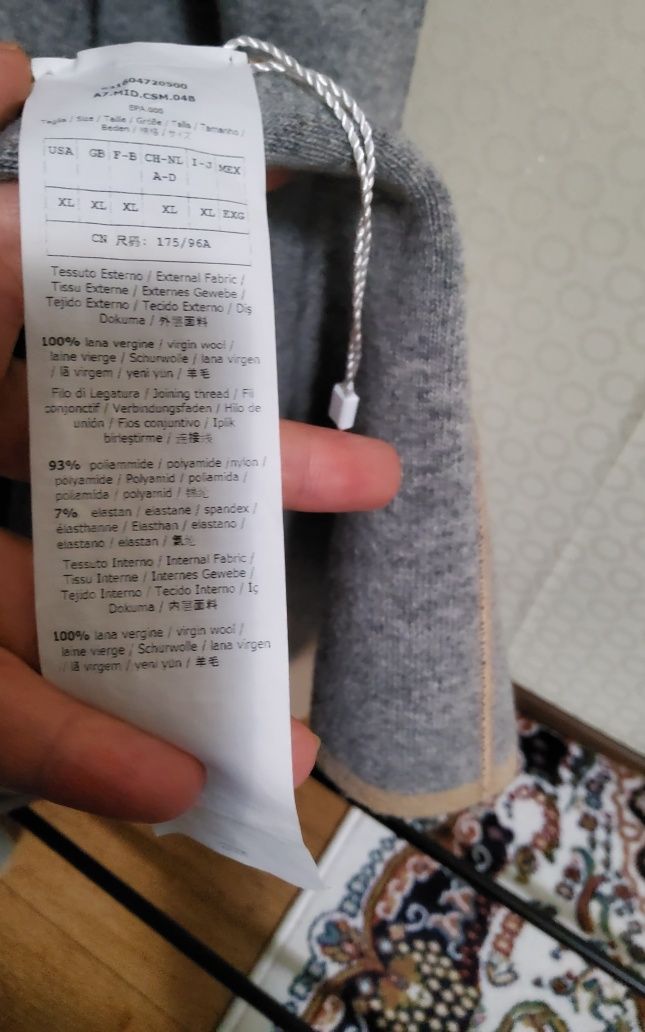 A7.MID.CSM.048
BPA.000
Taglia / Size / Taille / Größe / Talla / Tamanho /
Beden / 规格 / サイズ
USA GB F-B CH-NL I-J MEX
A-D
XL XL XL XL XL EXG
CN 尺码: 175/96A
Tessuto Esterno / External Fabric /
Tissu Externe / Externes Gewebe /
Tejido Externo / Tecido Externo / Dış
Dokuma / 外层面料
100% lana vergine / virgin wool /
laine vierge / Schurwolle / lana virgen
/ lã virgem / yeni yün / 羊毛
Filo di Legatura / Joining thread / Fil
conjonctif / Verbindungsfaden / Hilo de
unión / Fios conjuntivo / Iplik
birleştirme / 连接线
93% poliammide / polyamide /nylon /
polyamide / Polyamid / poliamida /
poliamida / polyamid / 锦纶
7% elastan / elastane / spandex /
élasthanne / Elasthan / elastano /
elastano / elastan / 氨纶
Tessuto Interno / Internal Fabric /
Tissu Interne / Internes Gewebe /
Tejido Interno / Tecido Interno / Iç
Dokuma / 内层面料
100% lana vergine / virgin wool /
laine vierge / Schurwolle / lana virgen
/ lã virgem / yeni yün / 羊毛